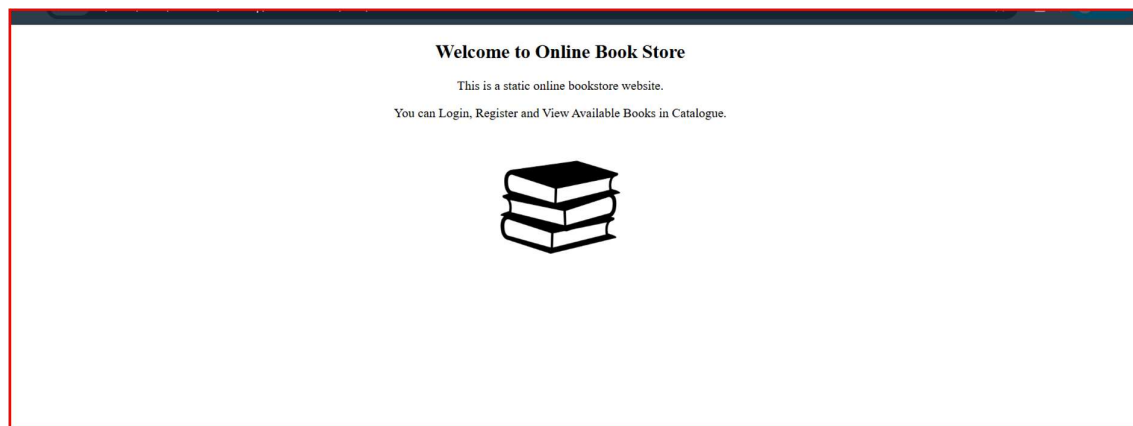 Welcome to Online Book Store
This is a static online bookstore website.
You can Login, Register and View Available Books in Catalogue.